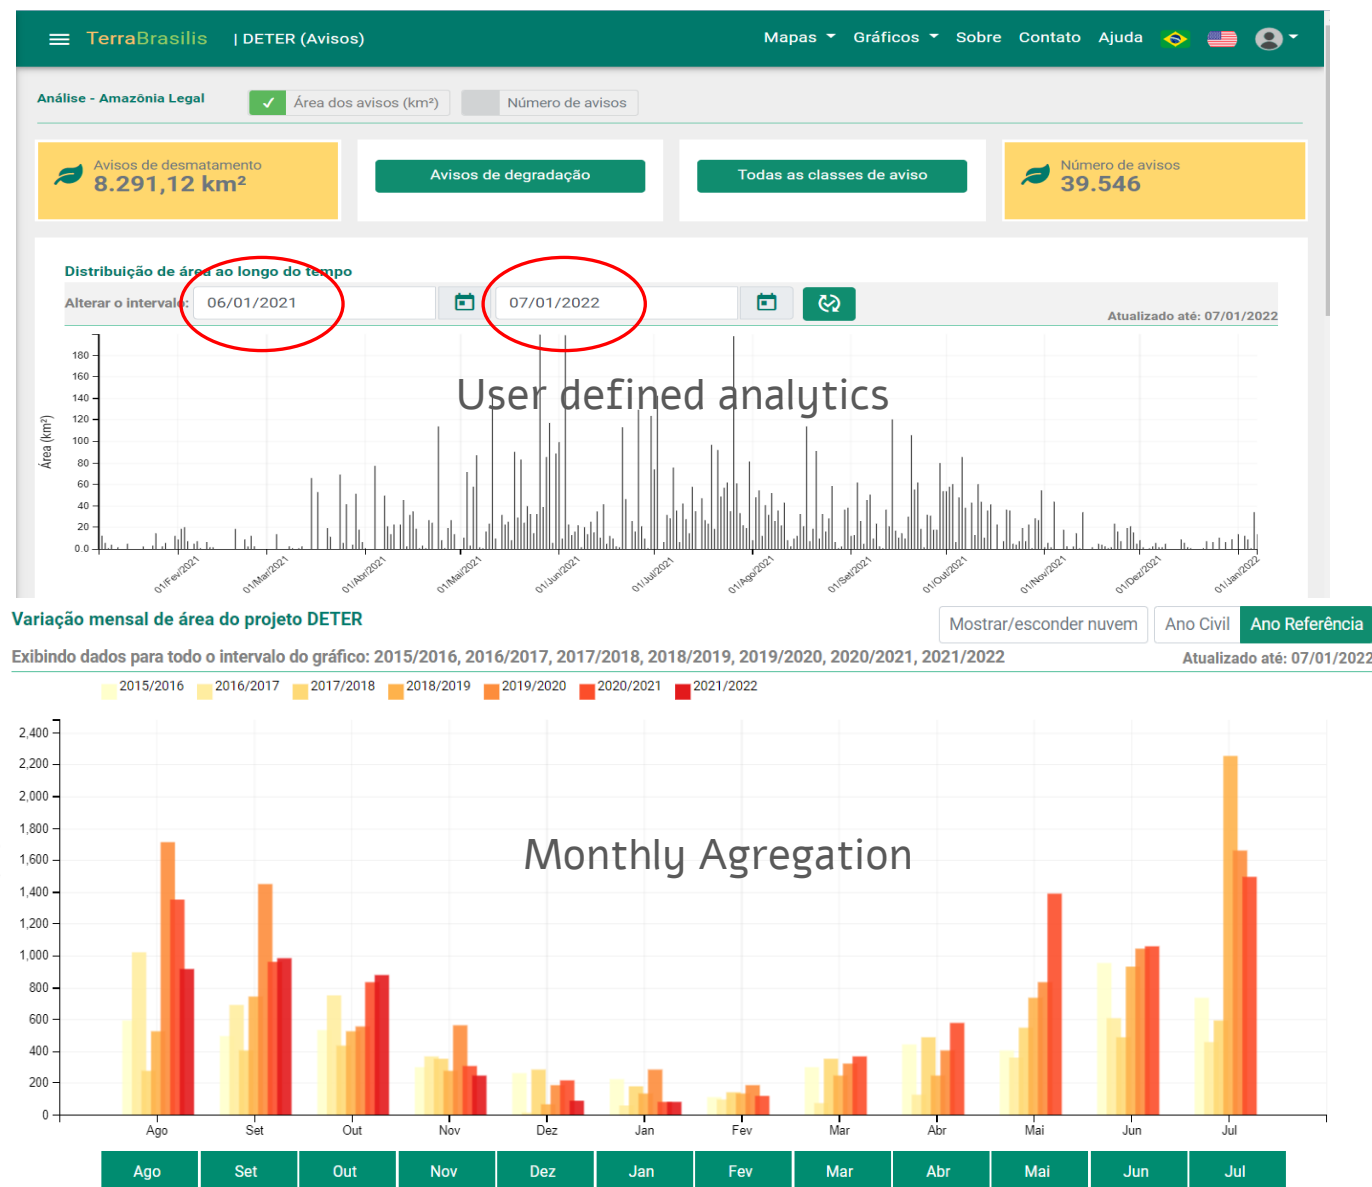 TerraBrasilis | DETER (Avisos) Mapas Gráficos Sobre Contato Ajuda
Análise - Amazônia Legal Área dos avisos (km²) Número de avisos
Avisos de desmatamento
8.291,12 km²
Avisos de degradação
Todas as classes de aviso
Número de avisos
39.546
Distribuição de área ao longo do tempo
Alterar o intervalo: 06/01/2021 07/01/2022
Atualizado até: 07/01/2022
User defined analytics
Área (km²)
180
160
140
120
100
80
60
40
20
0.0
01/Fev/2021 01/Mar/2021 01/Abr/2021 01/Mai/2021 01/Jun/2021 01/Jul/2021 01/Ago/2021 01/Set/2021 01/Out/2021 01/Nov/2021 01/Dez/2021 01/Jan/2022
Variação mensal de área do projeto DETER Mostrar/esconder nuvem Ano Civil Ano Referência
Exibindo dados para todo o intervalo do gráfico: 2015/2016, 2016/2017, 2017/2018, 2018/2019, 2019/2020, 2020/2021, 2021/2022 Atualizado até: 07/01/2022
2015/2016 2016/2017 2017/2018 2018/2019 2019/2020 2020/2021 2021/2022
Monthly Agregation
2,400
2,200
2,000
1,800
1,600
1,400
1,200
1,000
800
600
400
200
0
Ago Set Out Nov Dez Jan Fev Mar Abr Mai Jun Jul
Ago Set Out Nov Dez Jan Fev Mar Abr Mai Jun Jul